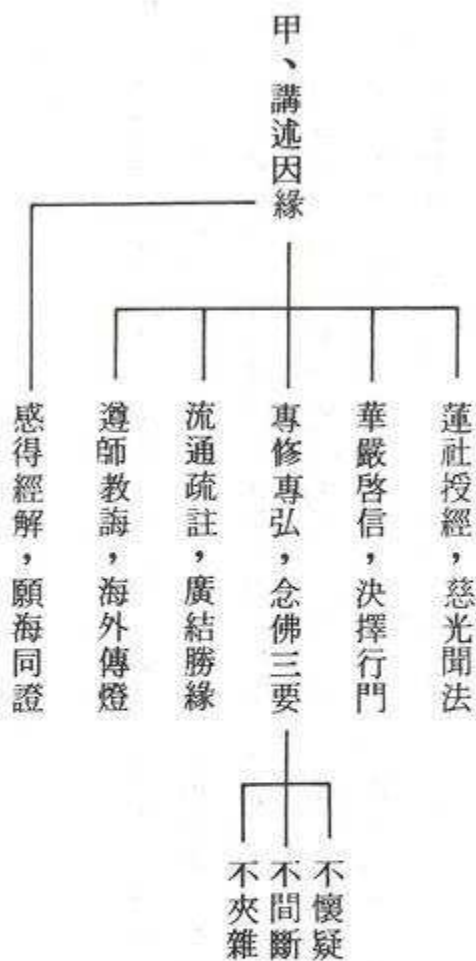 甲、講述因緣
蓮社授經，慈光聞法
華嚴啓信，決擇行門
專修專弘，念佛三要
不懷疑
不間斷
不夾雜
流通疏註，廣結勝緣
遵師教誨，海外傳燈
感得經解，願海同證